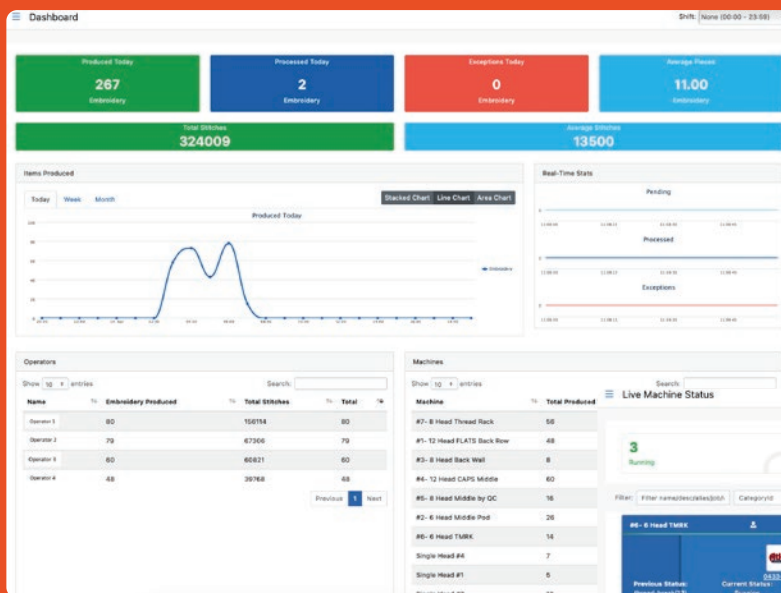 Dashboard
Shift: None (00:00 - 23:59)
Produced Today
267
Embroidery
Processed Today
2
Embroidery
Exceptions Today
0
Embroidery
Average Pieces
11.00
Embroidery
Total Stitches
324009
Average Stitches
13500
Items Produced
Today Week Month
Stacked Chart Line Chart Area Chart
Produced Today
Embroidery
Real-Time Stats
Pending
Processed
Exceptions
Operators
Show 10 entries
Search:
Name Embroidery Produced Total Stitches Total
Operator 1 80 156114 80
Operator 2 79 67306 79
Operator 3 60 60821 60
Operator 4 48 39768 48
Previous 1 Next
Machines
Show 10 entries
Search:
Machine Total Produced
#7- 8 Head Thread Rack 56
#1- 12 Head FLATS Back Row 48
#3- 8 Head Back Wall 8
#4- 12 Head CAPS Middle 60
#5- 8 Head Middle by QC 16
#2- 6 Head Middle Pod 26
#6- 6 Head TMRK 14
Single Head #4 7
Single Head #1 5
Live Machine Status
3
Running
Filter:
CategoryId
#6- 6 Head TMRK
Previous Status:
Current Status: